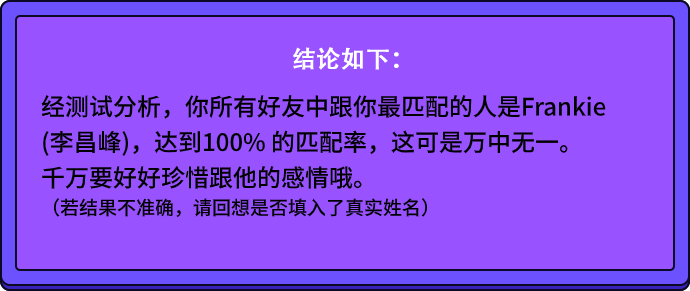 结论如下：
经测试分析，你所有好友中跟你最匹配的人是Frankie
(李昌峰)，达到100% 的匹配率，这可是万中无一。
千万要好好珍惜跟他的感情哦。
（若结果不准确，请回想是否填入了真实姓名）